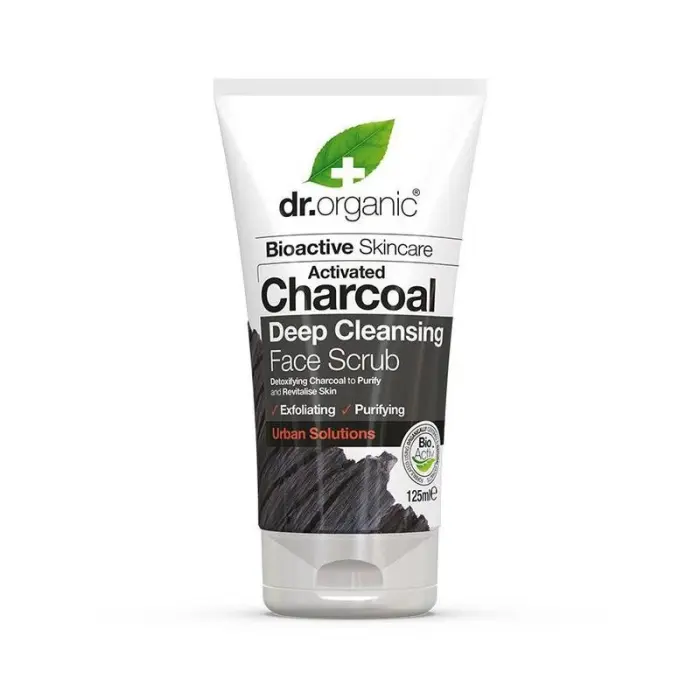 dr.organic®
Bioactive Skincare
Activated
Charcoal
Deep Cleansing
Face Scrub
Detoxifying Charcoal to Purify
and Revitalise Skin
✓Exfoliating ✓Purifying
Urban Solutions
Bio
Activ
125ml℮